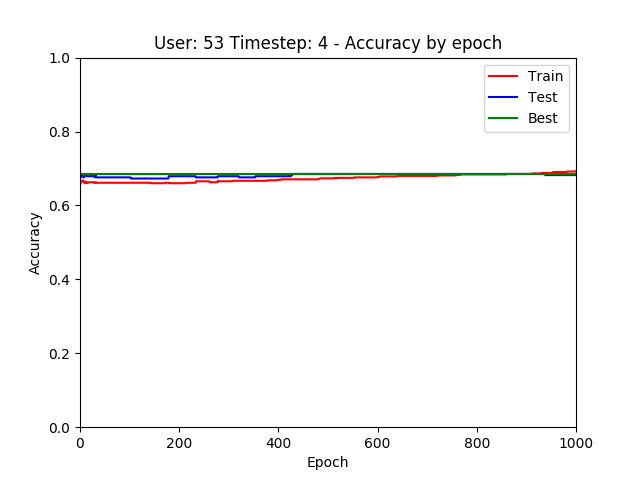 User: 53 Timestep: 4 - Accuracy by epoch
1.0
0.8
0.6
0.4
0.2
0.0
Accuracy
Train
Test
Best
0 200 400 600 800 1000
Epoch